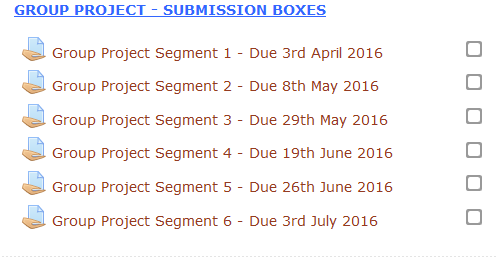 GROUP PROJECT - SUBMISSION BOXES
Group Project Segment 1 - Due 3rd April 2016
Group Project Segment 2 - Due 8th May 2016
Group Project Segment 3 - Due 29th May 2016
Group Project Segment 4 - Due 19th June 2016
Group Project Segment 5 - Due 26th June 2016
Group Project Segment 6 - Due 3rd July 2016